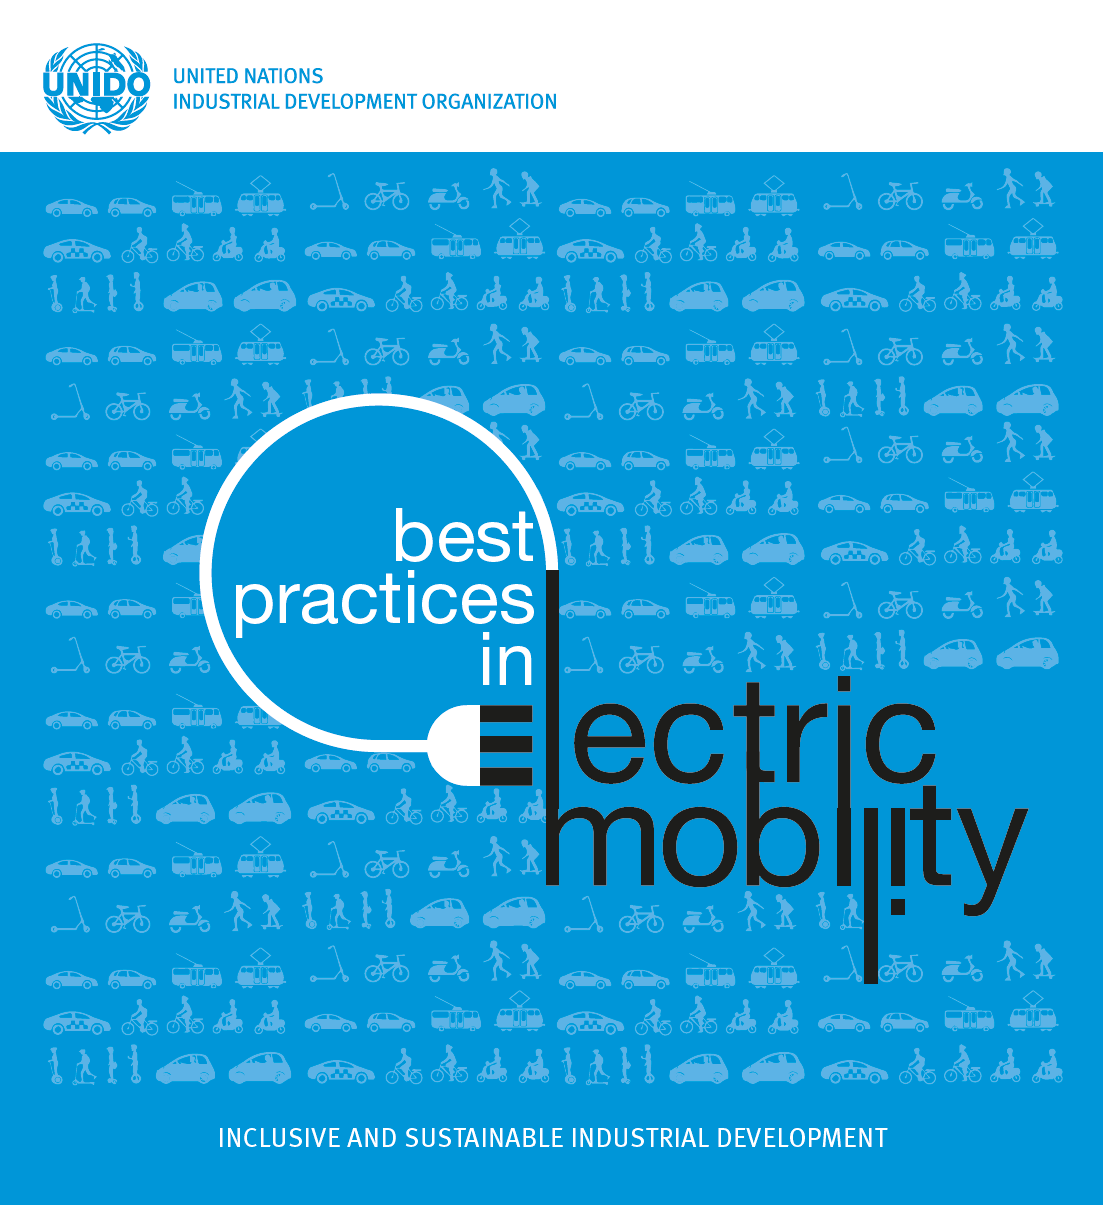 UNIDO
UNITED NATIONS
INDUSTRIAL DEVELOPMENT ORGANIZATION
best
practices
in
Electric
mobility
INCLUSIVE AND SUSTAINABLE INDUSTRIAL DEVELOPMENT